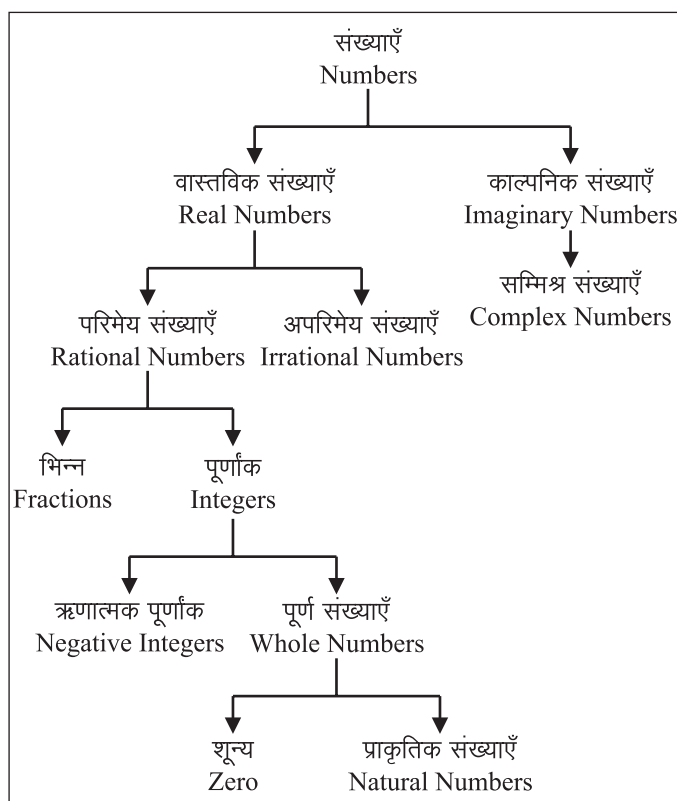 संख्याएँ
Numbers
वास्तविक संख्याएँ
Real Numbers
काल्पनिक संख्याएँ
Imaginary Numbers
सम्मिश्र संख्याएँ
Complex Numbers
परिमेय संख्याएँ
Rational Numbers
अपरिमेय संख्याएँ
Irrational Numbers
भिन्न
Fractions
पूर्णांक
Integers
ऋणात्मक पूर्णांक
Negative Integers
पूर्ण संख्याएँ
Whole Numbers
शून्य
Zero
प्राकृतिक संख्याएँ
Natural Numbers